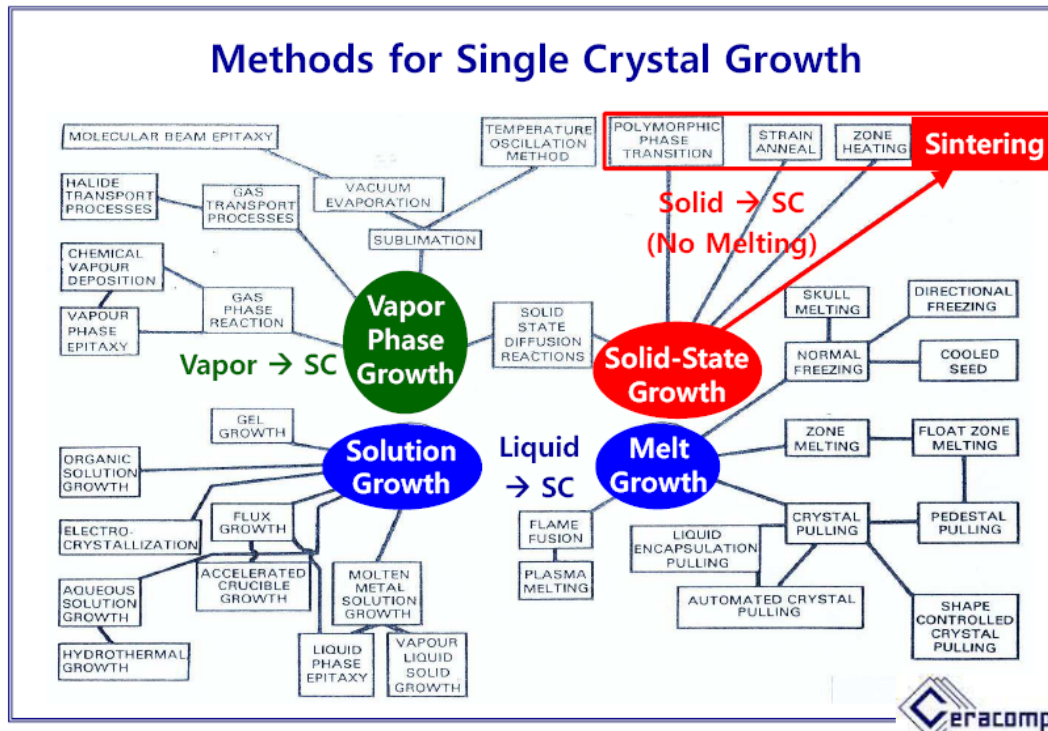 Methods for Single Crystal Growth
MOLECULAR BEAM EPITAXY
TEMPERATURE
OSCILLATION
METHOD
POLYMORPHIC
PHASE
TRANSITION
STRAIN
ANNEAL
ZONE
HEATING
Sintering
HALIDE
TRANSPORT
PROCESSES
GAS
TRANSPORT
PROCESSES
VACUUM
EVAPORATION
SUBLIMATION
Solid → SC
(No Melting)
CHEMICAL
VAPOUR
DEPOSITION
VAPOUR
PHASE
EPITAXY
GAS
PHASE
REACTION
Vapor → SC
Vapor
Phase
Growth
SOLID
STATE
DIFFUSION
REACTIONS
Solid-State
Growth
SKULL
MELTING
DIRECTIONAL
FREEZING
NORMAL
FREEZING
COOLED
SEED
GEL
GROWTH
ORGANIC
SOLUTION
GROWTH
Solution
Growth
Liquid
→ SC
Melt
Growth
ZONE
MELTING
FLOAT ZONE
MELTING
ELECTRO-
CRYSTALLIZATION
FLUX
GROWTH
FLAME
FUSION
LIQUID
ENCAPSULATION
PULLING
CRYSTAL
PULLING
PEDESTAL
PULLING
AQUEOUS
SOLUTION
GROWTH
ACCELERATED
CRUCIBLE
GROWTH
MOLTEN
METAL
SOLUTION
GROWTH
PLASMA
MELTING
AUTOMATED CRYSTAL
PULLING
SHAPE
CONTROLLED
CRYSTAL
PULLING
HYDROTHERMAL
GROWTH
LIQUID
PHASE
EPITAXY
VAPOUR
LIQUID
SOLID
GROWTH
Ceracomp